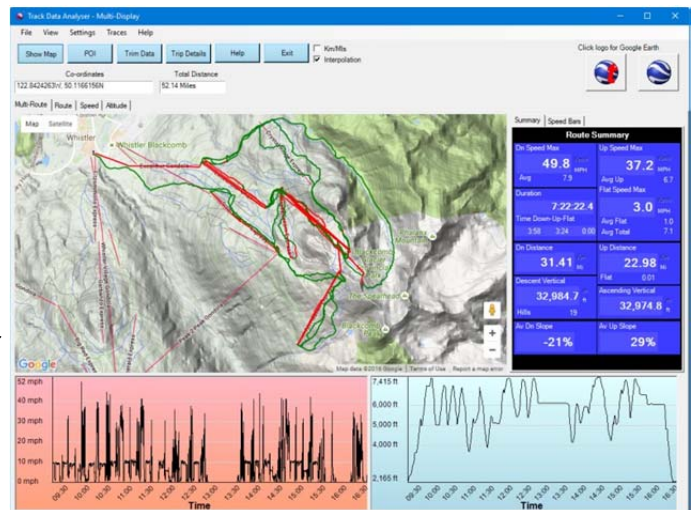 Track Data Analyser - Multi-Display
File View Settings Traces Help
Show Map POI Trim Data Trip Details Help Exit Km/Mls
Interpolation
Click logo for Google Earth
Co-ordinates Total Distance
122.8424263W, 50.1166156N 52.14 Miles
Multi-Route Route Speed Altitude
Map Satellite
Whistler
Whistler Blackcomb
Excalibur Gondola
Google
Map data ©2016 Google Terms of Use Report a map error
Summary Speed Bars
Route Summary
Dn Speed Max Up Speed Max
49.8 MPH 37.2 MPH
Avg 7.9 Avg Up 6.7
Duration Flat Speed Max
7:22:22.4 3.0 MPH
Time Down-Up-Flat Avg Flat 1.0
3:58 3:24 0:00 Avg Total 7.1
Dn Distance Up Distance
31.41 22.98
Flat 0.01
Descent Vertical Ascending Vertical
32,984.7 32,974.8
Hills 19
Av Dn Slope Av Up Slope
-21% 29%
52 mph
40 mph
30 mph
20 mph
10 mph
0 mph
09:30 10:00 10:30 11:00 11:30 12:00 12:30 13:00 13:30 14:00 14:30 15:00 15:30 16:00 16:30
Time
7,415 ft
6,000 ft
5,000 ft
4,000 ft
2,165 ft
09:30 10:00 10:30 11:00 11:30 12:00 12:30 13:00 13:30 14:00 14:30 15:00 15:30 16:00 16:30
Time